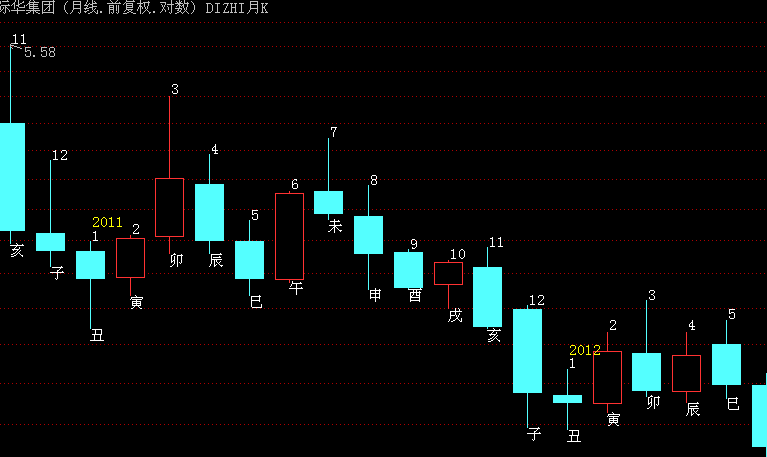 际华集团（月线.前复权.对数）DIZHI月K
11
5.58
亥
12
子
2011
1
丑
2
寅
3
卯
4
辰
5
巳
6
午
7
未
8
申
9
酉
10
戌
11
亥
12
子
2012
1
丑
2
寅
3
卯
4
辰
5
巳